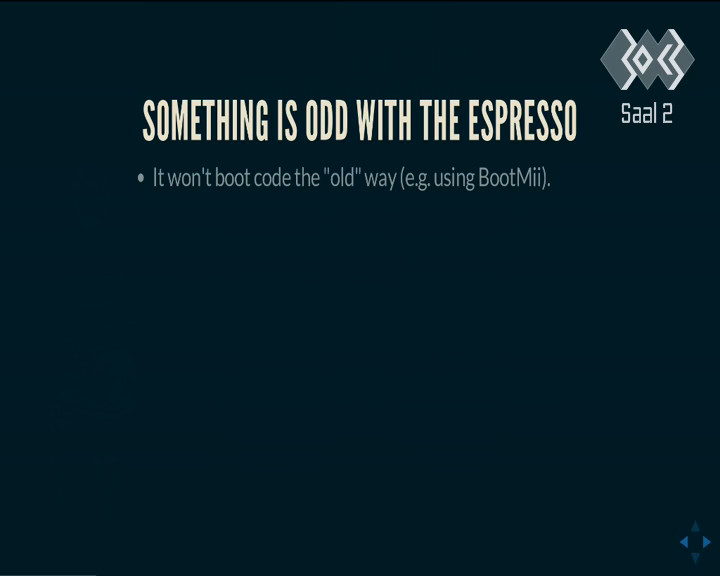 Saal 2
SOMETHING IS ODD WITH THE ESPRESSO
• It won't boot code the "old" way (e.g. using BootMii).